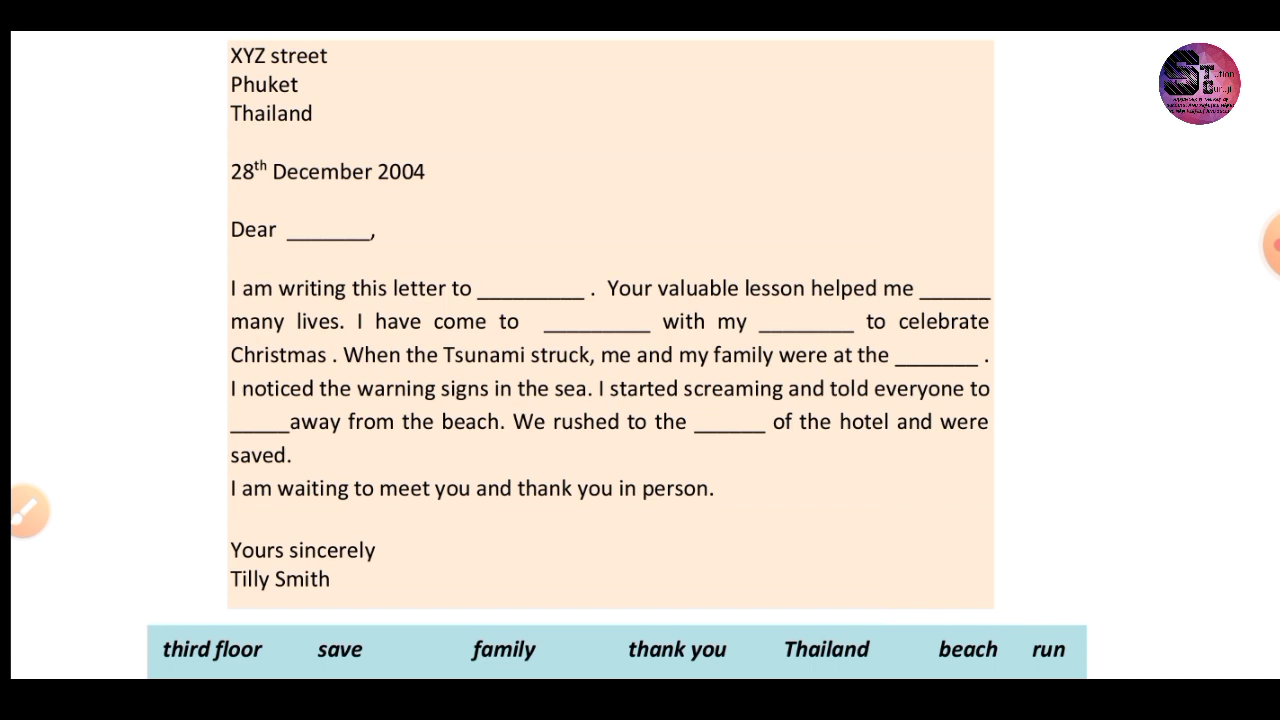 XYZ street
Phuket
Thailand
28th December 2004
Dear _______,
I am writing this letter to _________ . Your valuable lesson helped me ______
many lives. I have come to _________ with my ________ to celebrate
Christmas . When the Tsunami struck, me and my family were at the _______ .
I noticed the warning signs in the sea. I started screaming and told everyone to
_____away from the beach. We rushed to the ______ of the hotel and were
saved.
I am waiting to meet you and thank you in person.
Yours sincerely
Tilly Smith
third floor save family thank you Thailand beach run